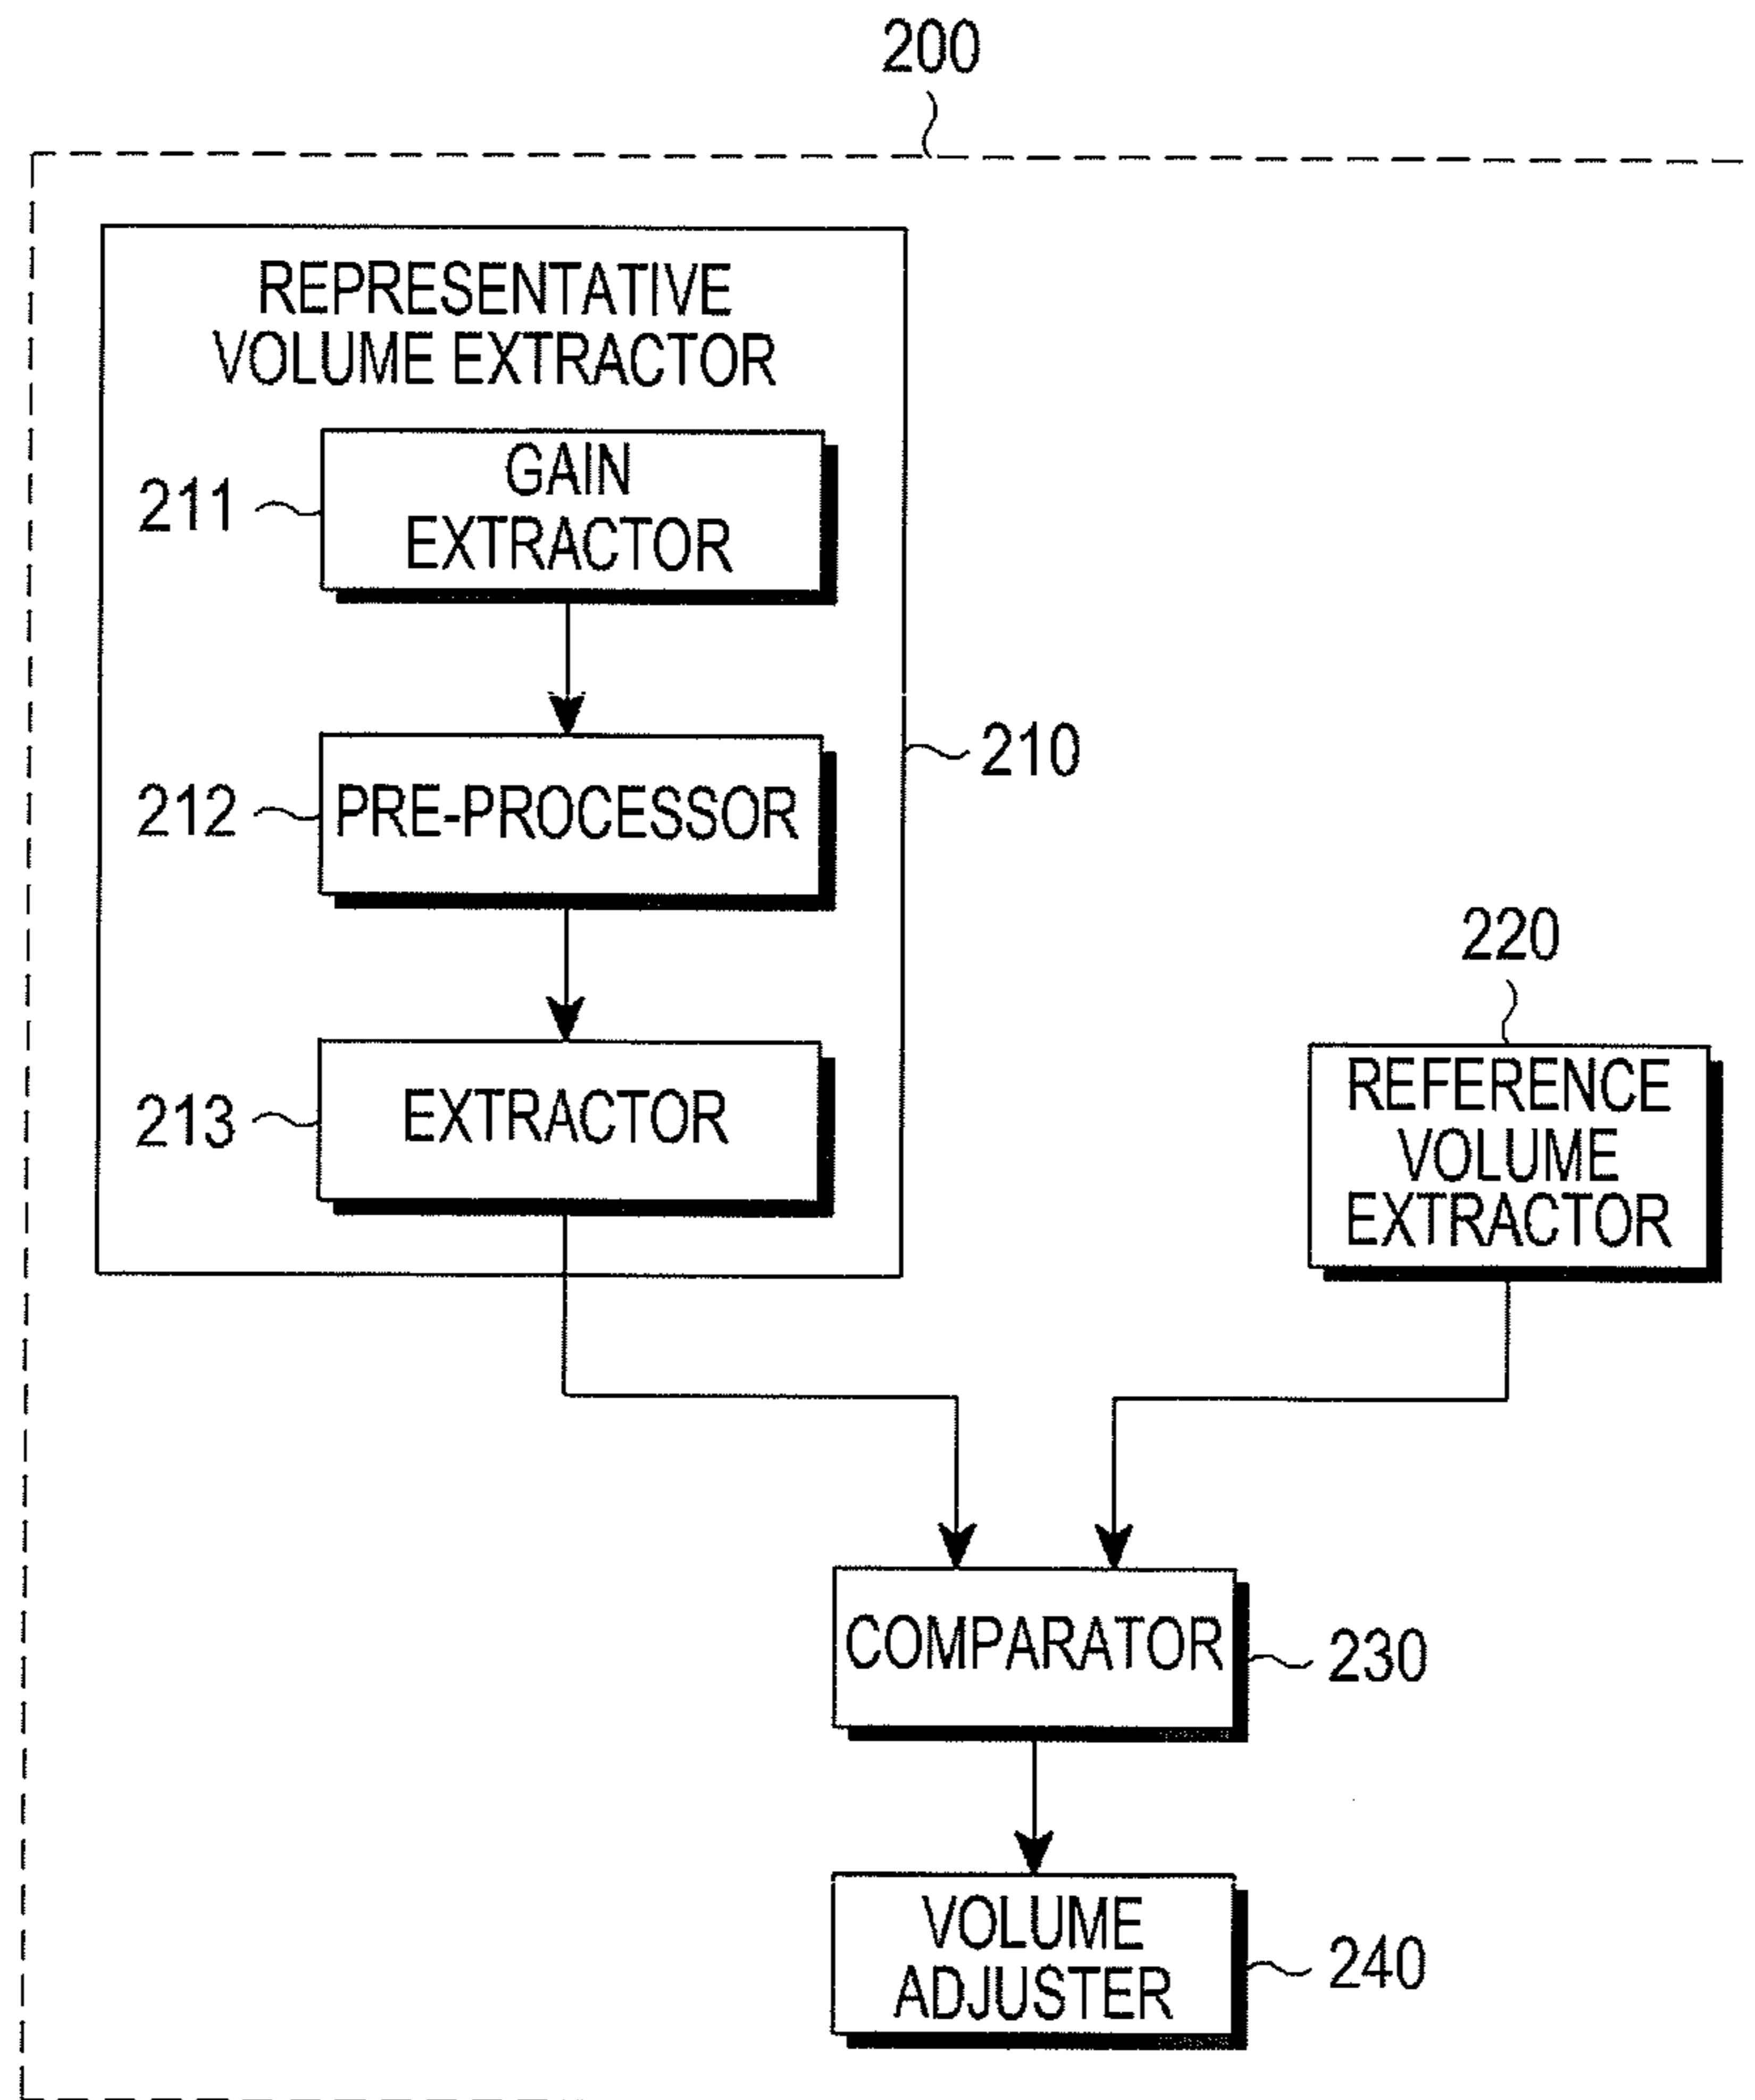 200
REPRESENTATIVE
VOLUME EXTRACTOR
211
GAIN
EXTRACTOR
210
212
PRE-PROCESSOR
220
213
EXTRACTOR
REFERENCE
VOLUME
EXTRACTOR
COMPARATOR
230
VOLUME
ADJUSTER
240